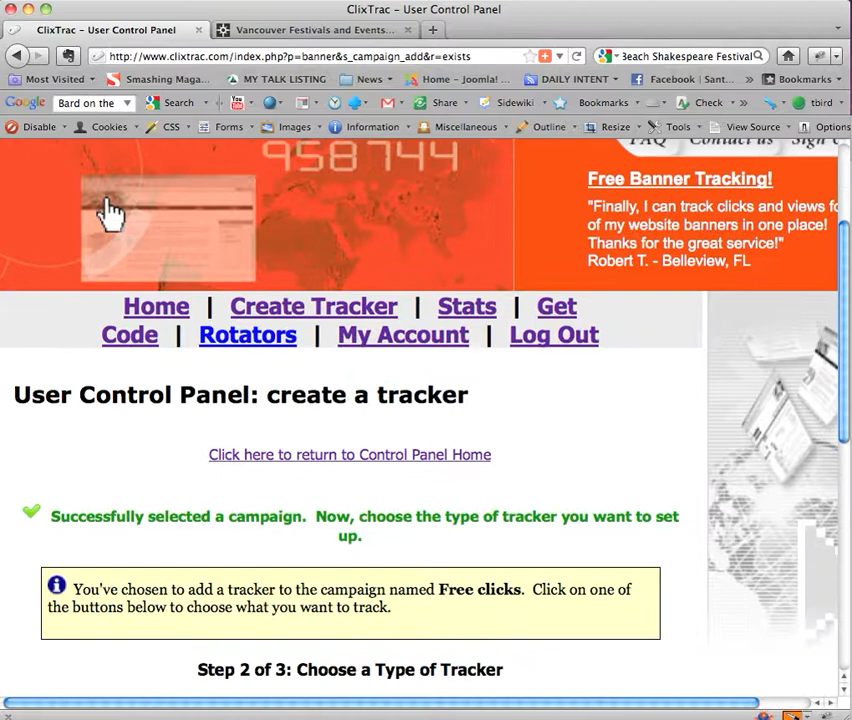 ClixTrac - User Control Panel
ClixTrac - User Control Panel
Vancouver Festivals and Events...
http://www.clixtrac.com/index.php?p=banner&s_campaign_add&r=exists
Beach Shakespeare Festival
Most Visited
Smashing Maga...
MY TALK LISTING
News
Home - Joomla!
DAILY INTENT
Facebook | Sant...
Bookmarks
Google
Bard on the
Search
Share
Sidewiki
Bookmarks
Check
tbird
Disable
Cookies
CSS
Forms
Images
Information
Miscellaneous
Outline
Resize
Tools
View Source
Options
958744
FAQ Contact us Sign
Free Banner Tracking!
"Finally, I can track clicks and views fo
of my website banners in one place!
Thanks for the great service!"
Robert T. - Belleview, FL
Home | Create Tracker | Stats | Get
Code | Rotators | My Account | Log Out
User Control Panel: create a tracker
Click here to return to Control Panel Home
Successfully selected a campaign. Now, choose the type of tracker you want to set
up.
You've chosen to add a tracker to the campaign named Free clicks. Click on one of
the buttons below to choose what you want to track.
Step 2 of 3: Choose a Type of Tracker